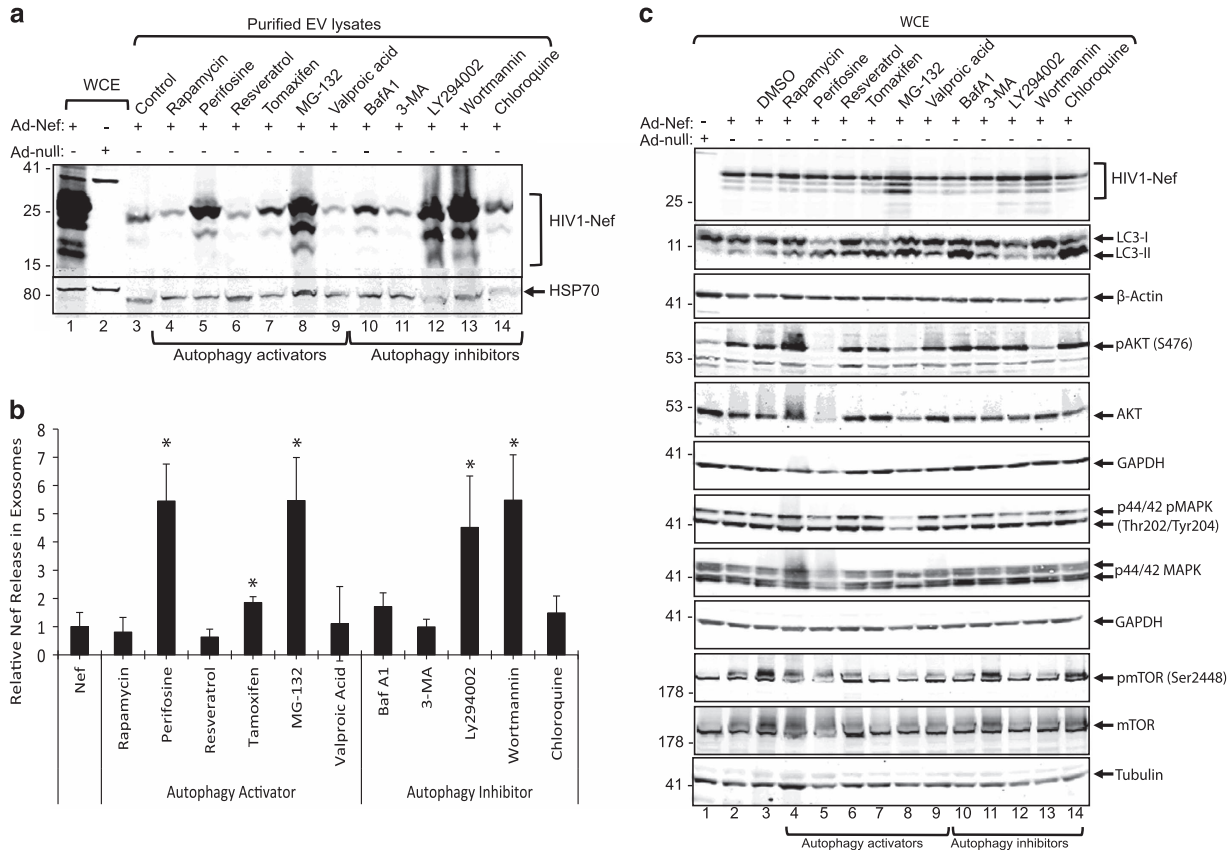 a
Purified EV lysates
WCE
Control
Rapamycin
Perifosine
Resveratrol
Tomaxifen
MG-132
Valproic acid
BafA1
3-MA
LY294002
Wortmannin
Chloroquine
Ad-Nef: + - + + + + + + + + + + + +
Ad-null: - + - - - - - - - - - - - -
41
25
15
80
HIV1-Nef
HSP70
1 2 3 4 5 6 7 8 9 10 11 12 13 14
Autophagy activators
Autophagy inhibitors
b
Relative Nef Release in Exosomes
8
7
6
5
4
3
2
1
0
* * * * *
Nef
Rapamycin
Perifosine
Resveratrol
Tamoxifen
MG-132
Valproic Acid
Baf A1
3-MA
Ly294002
Wortmannin
Chloroquine
Autophagy Activator
Autophagy Inhibitor
c
WCE
DMSO
Rapamycin
Perifosine
Resveratrol
Tomaxifen
MG-132
Valproic acid
BafA1
3-MA
LY294002
Wortmannin
Chloroquine
Ad-Nef: - + + + + + + + + + + + + +
Ad-null: + - - - - - - - - - - - - -
25 -
HIV1-Nef
11 -
LC3-I
LC3-II
41 -
β-Actin
53 -
pAKT (S476)
53 -
AKT
41 -
GAPDH
41 -
p44/42 pMAPK
(Thr202/Tyr204)
41 -
p44/42 MAPK
41 -
GAPDH
178 -
pmTOR (Ser2448)
178 -
mTOR
41 -
Tubulin
1 2 3 4 5 6 7 8 9 10 11 12 13 14
Autophagy activators
Autophagy inhibitors